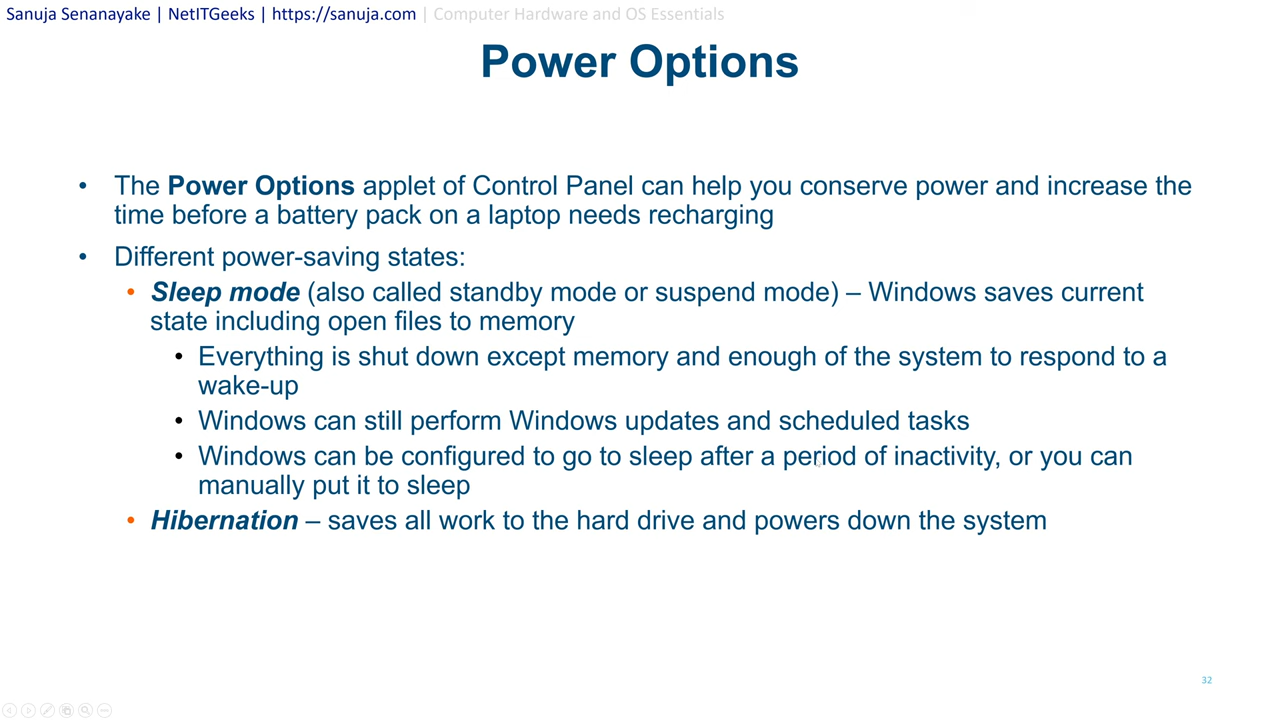 Sanuja Senanayake | NetITGeeks | https://sanuja.com | Computer Hardware and OS Essentials
Power Options
• The Power Options applet of Control Panel can help you conserve power and increase the
time before a battery pack on a laptop needs recharging
• Different power-saving states:
• Sleep mode (also called standby mode or suspend mode) – Windows saves current
state including open files to memory
• Everything is shut down except memory and enough of the system to respond to a
wake-up
• Windows can still perform Windows updates and scheduled tasks
• Windows can be configured to go to sleep after a period of inactivity, or you can
manually put it to sleep
• Hibernation – saves all work to the hard drive and powers down the system
32